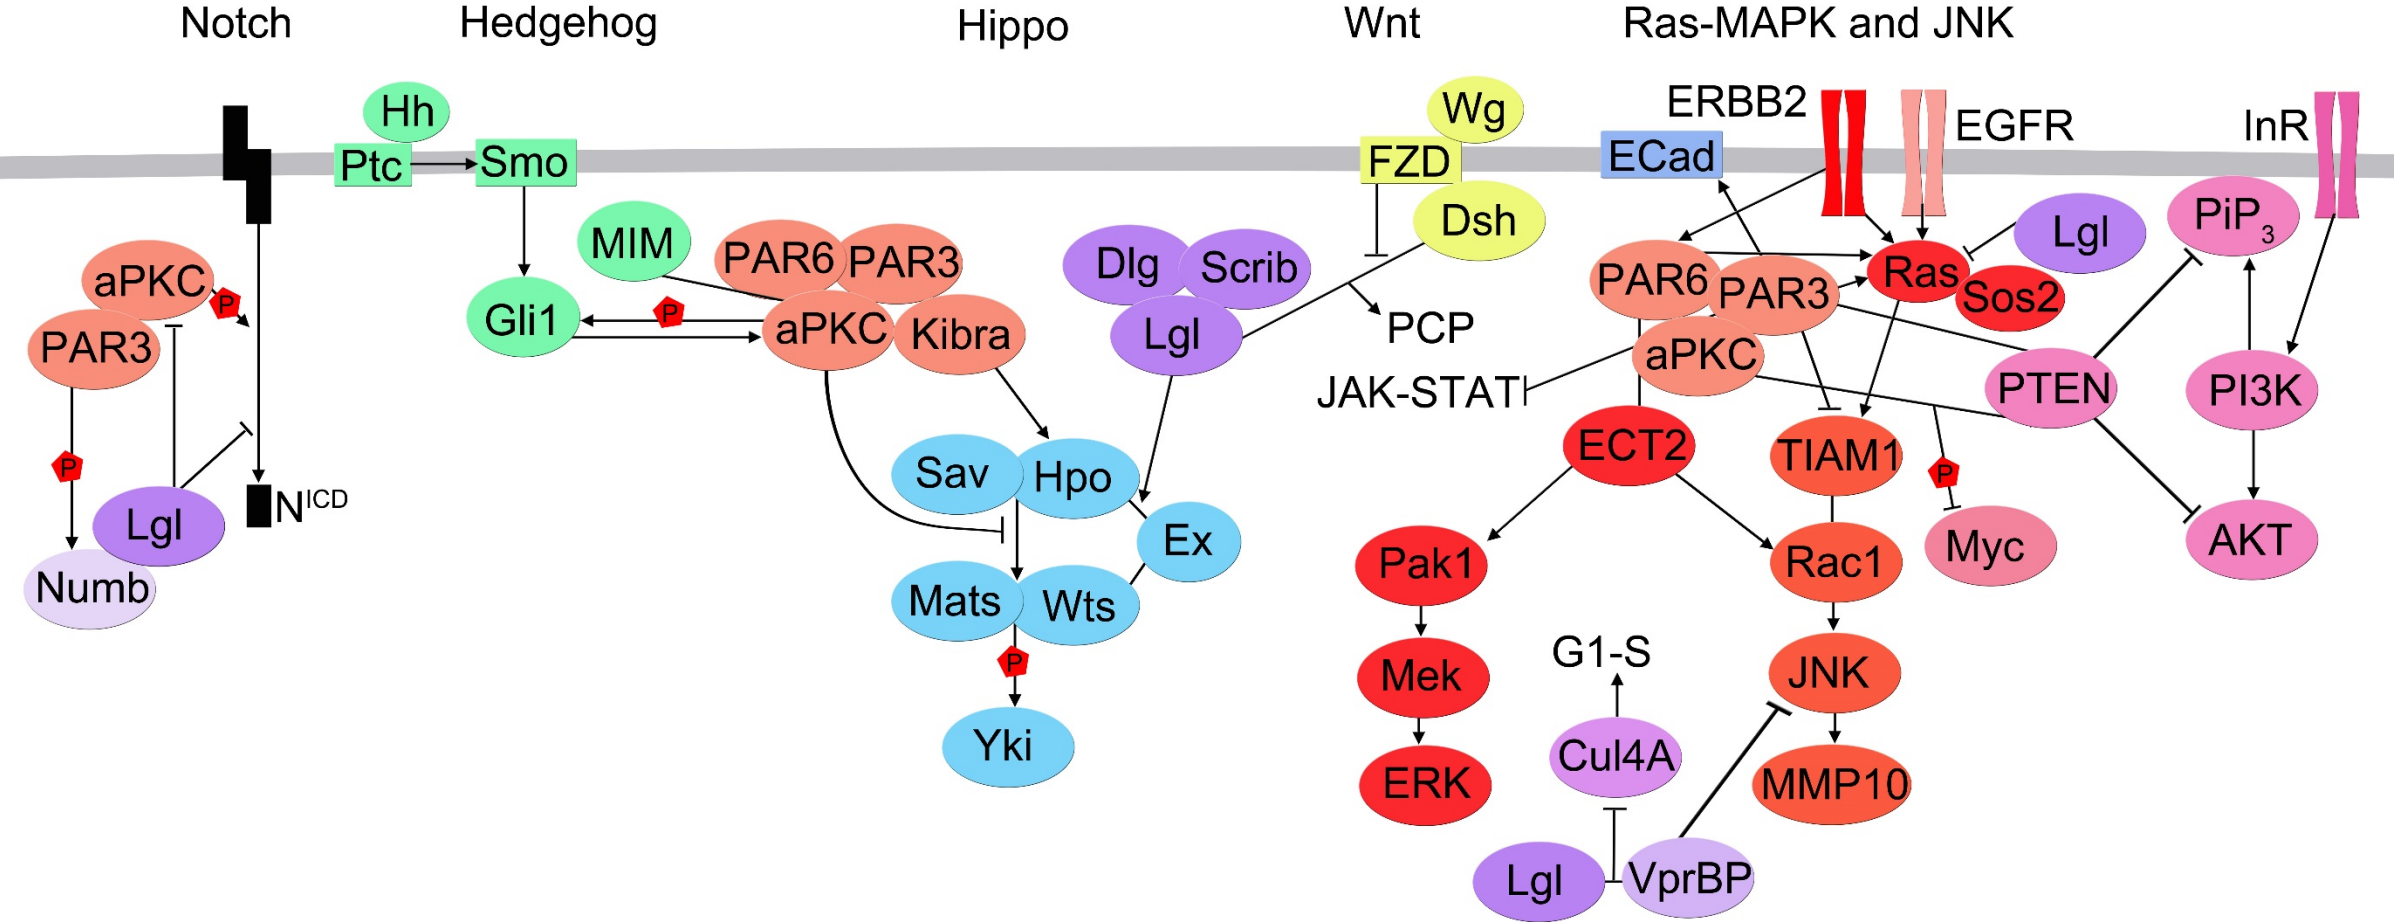 Notch
Hedgehog
Hippo
Wnt
Ras-MAPK and JNK
Hh
Ptc
Smo
Wg
FZD
Dsh
ECad
ERBB2
EGFR
InR
aPKC
P
PAR3
P
Lgl
Numb
NICD
MIM
Gli1
P
PAR6
PAR3
aPKC
Kibra
Dlg
Scrib
Lgl
PCP
JAK-STAT
Sav
Hpo
Ex
Mats
Wts
P
Yki
PAR6
PAR3
aPKC
Ras
Sos2
Lgl
PiP3
PTEN
PI3K
ECT2
TIAM1
P
Pak1
Rac1
Myc
AKT
Mek
G1-S
JNK
ERK
Cul4A
MMP10
Lgl
VprBP